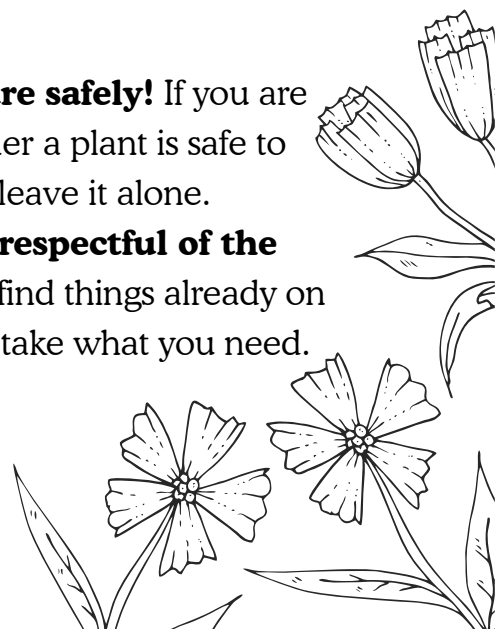 re safely! If you are
er a plant is safe to
leave it alone.
respectful of the
find things already on
take what you need.